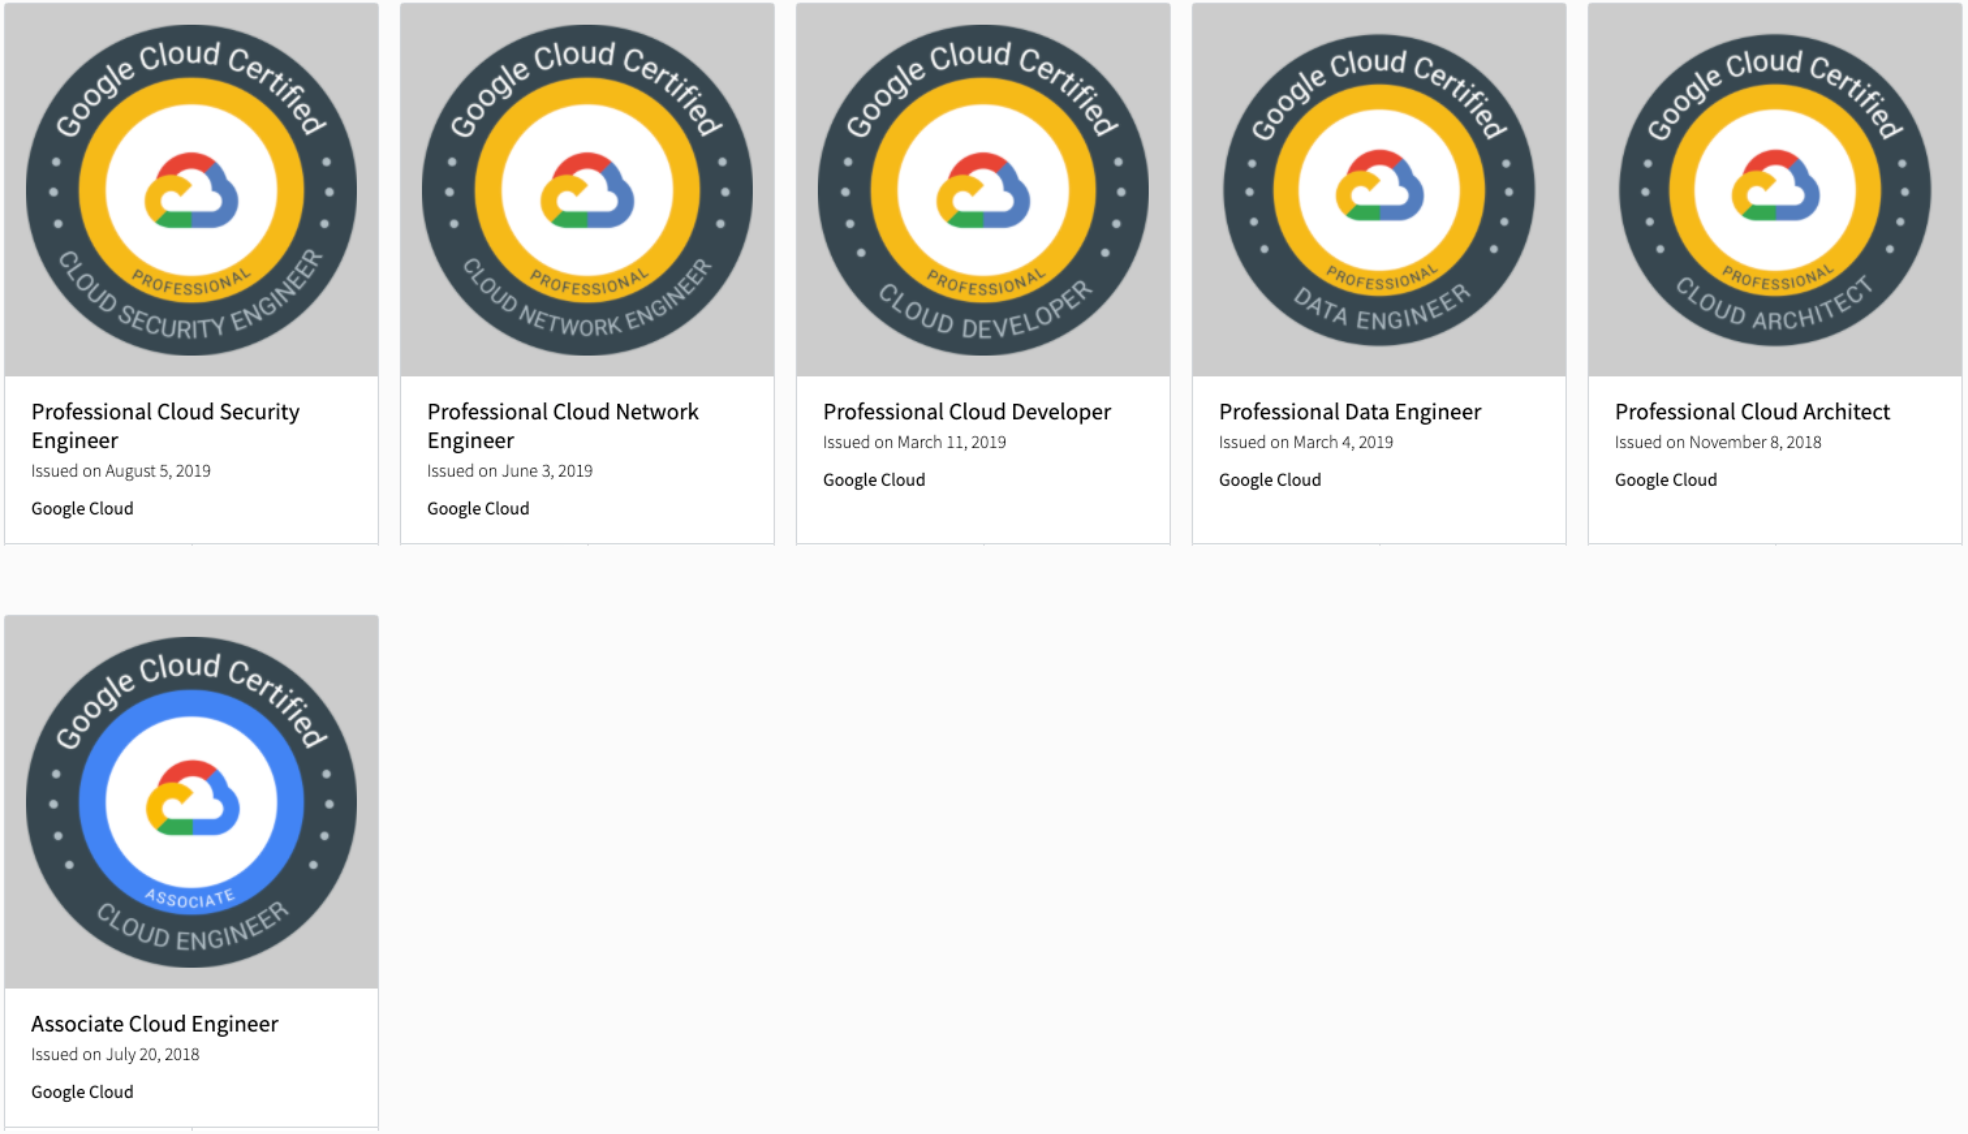 Google Cloud Certified
PROFESSIONAL
CLOUD SECURITY ENGINEER
Professional Cloud Security
Engineer
Issued on August 5, 2019
Google Cloud
Google Cloud Certified
PROFESSIONAL
CLOUD NETWORK ENGINEER
Professional Cloud Network
Engineer
Issued on June 3, 2019
Google Cloud
Google Cloud Certified
PROFESSIONAL
CLOUD DEVELOPER
Professional Cloud Developer
Issued on March 11, 2019
Google Cloud
Google Cloud Certified
PROFESSIONAL
DATA ENGINEER
Professional Data Engineer
Issued on March 4, 2019
Google Cloud
Google Cloud Certified
PROFESSIONAL
CLOUD ARCHITECT
Professional Cloud Architect
Issued on November 8, 2018
Google Cloud
Google Cloud Certified
ASSOCIATE
CLOUD ENGINEER
Associate Cloud Engineer
Issued on July 20, 2018
Google Cloud